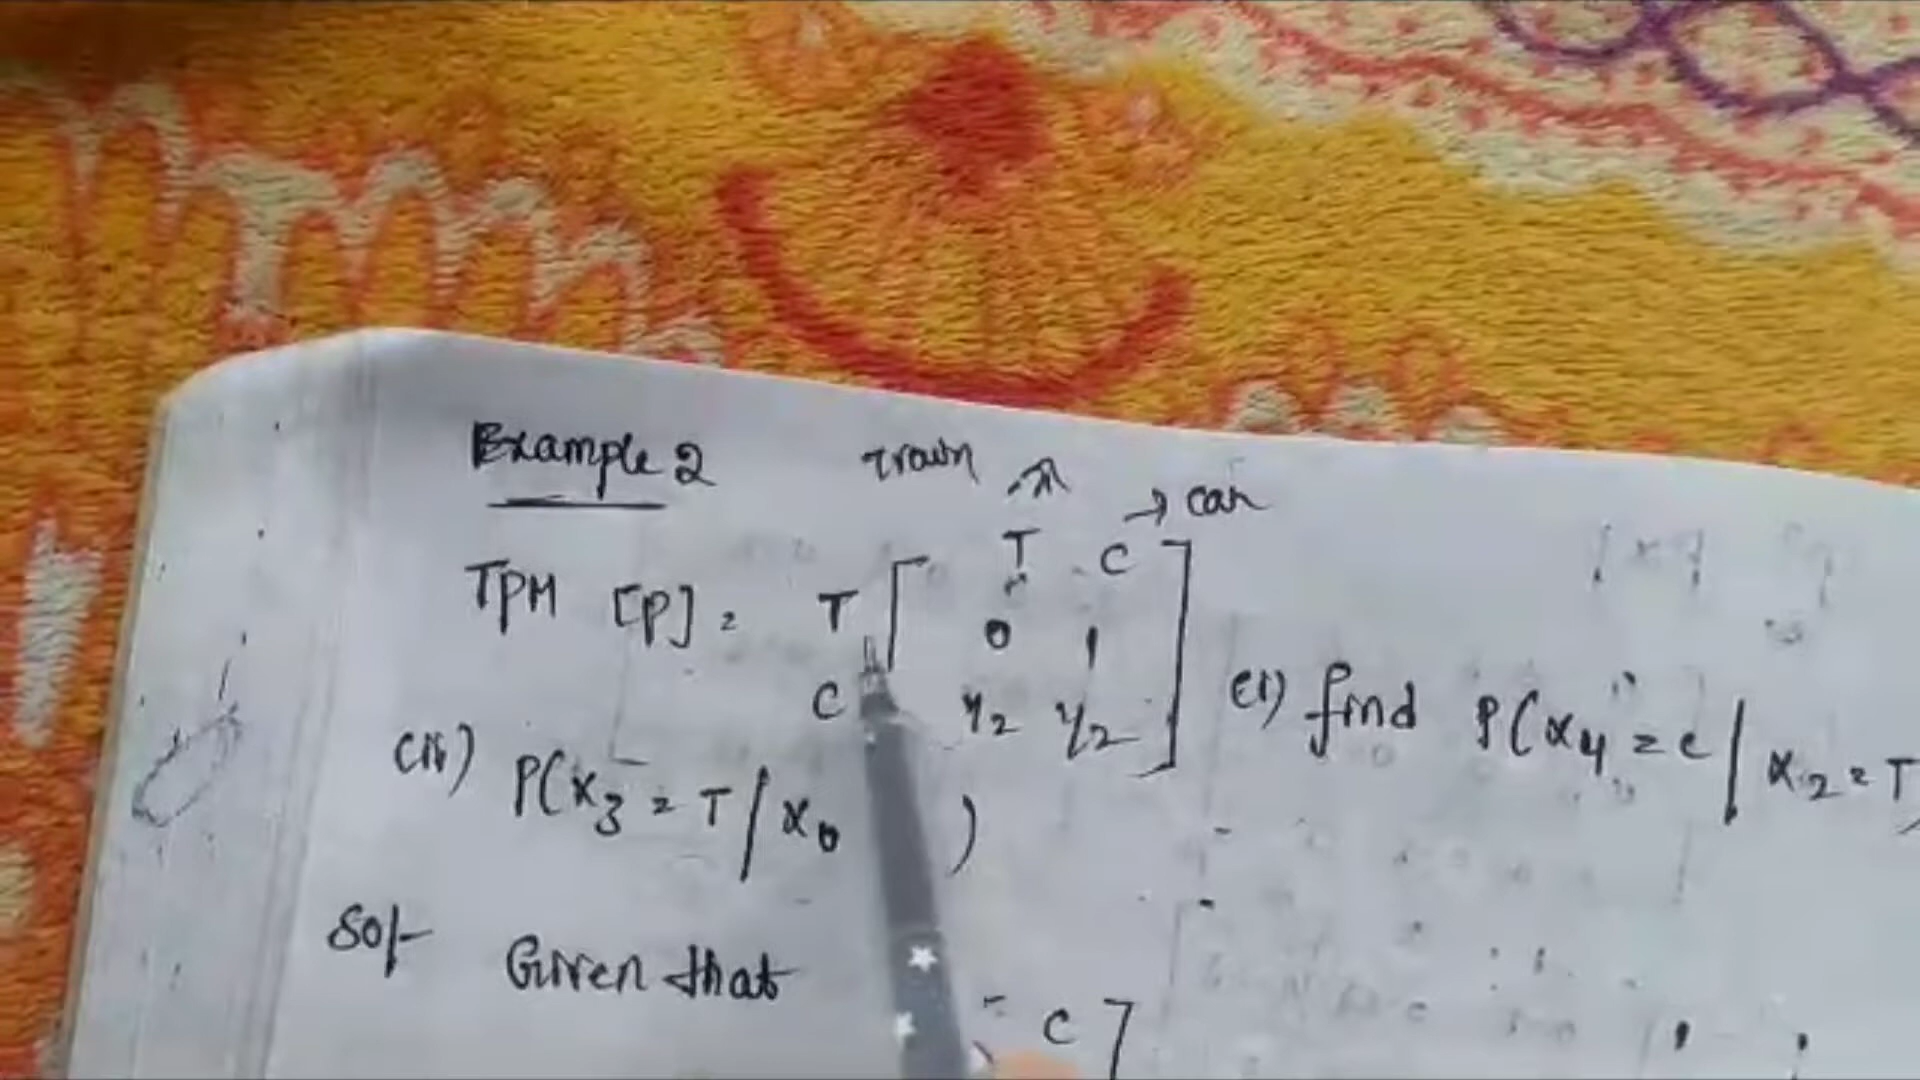 Example 2 train → car
T C
TPM [P] = T [ 0 1 ]
C 1/2 1/2 (i) find P(X4 = c / X2 = T)
(ii) P(X3 = T / X0 )
Sol- Given that
C ]